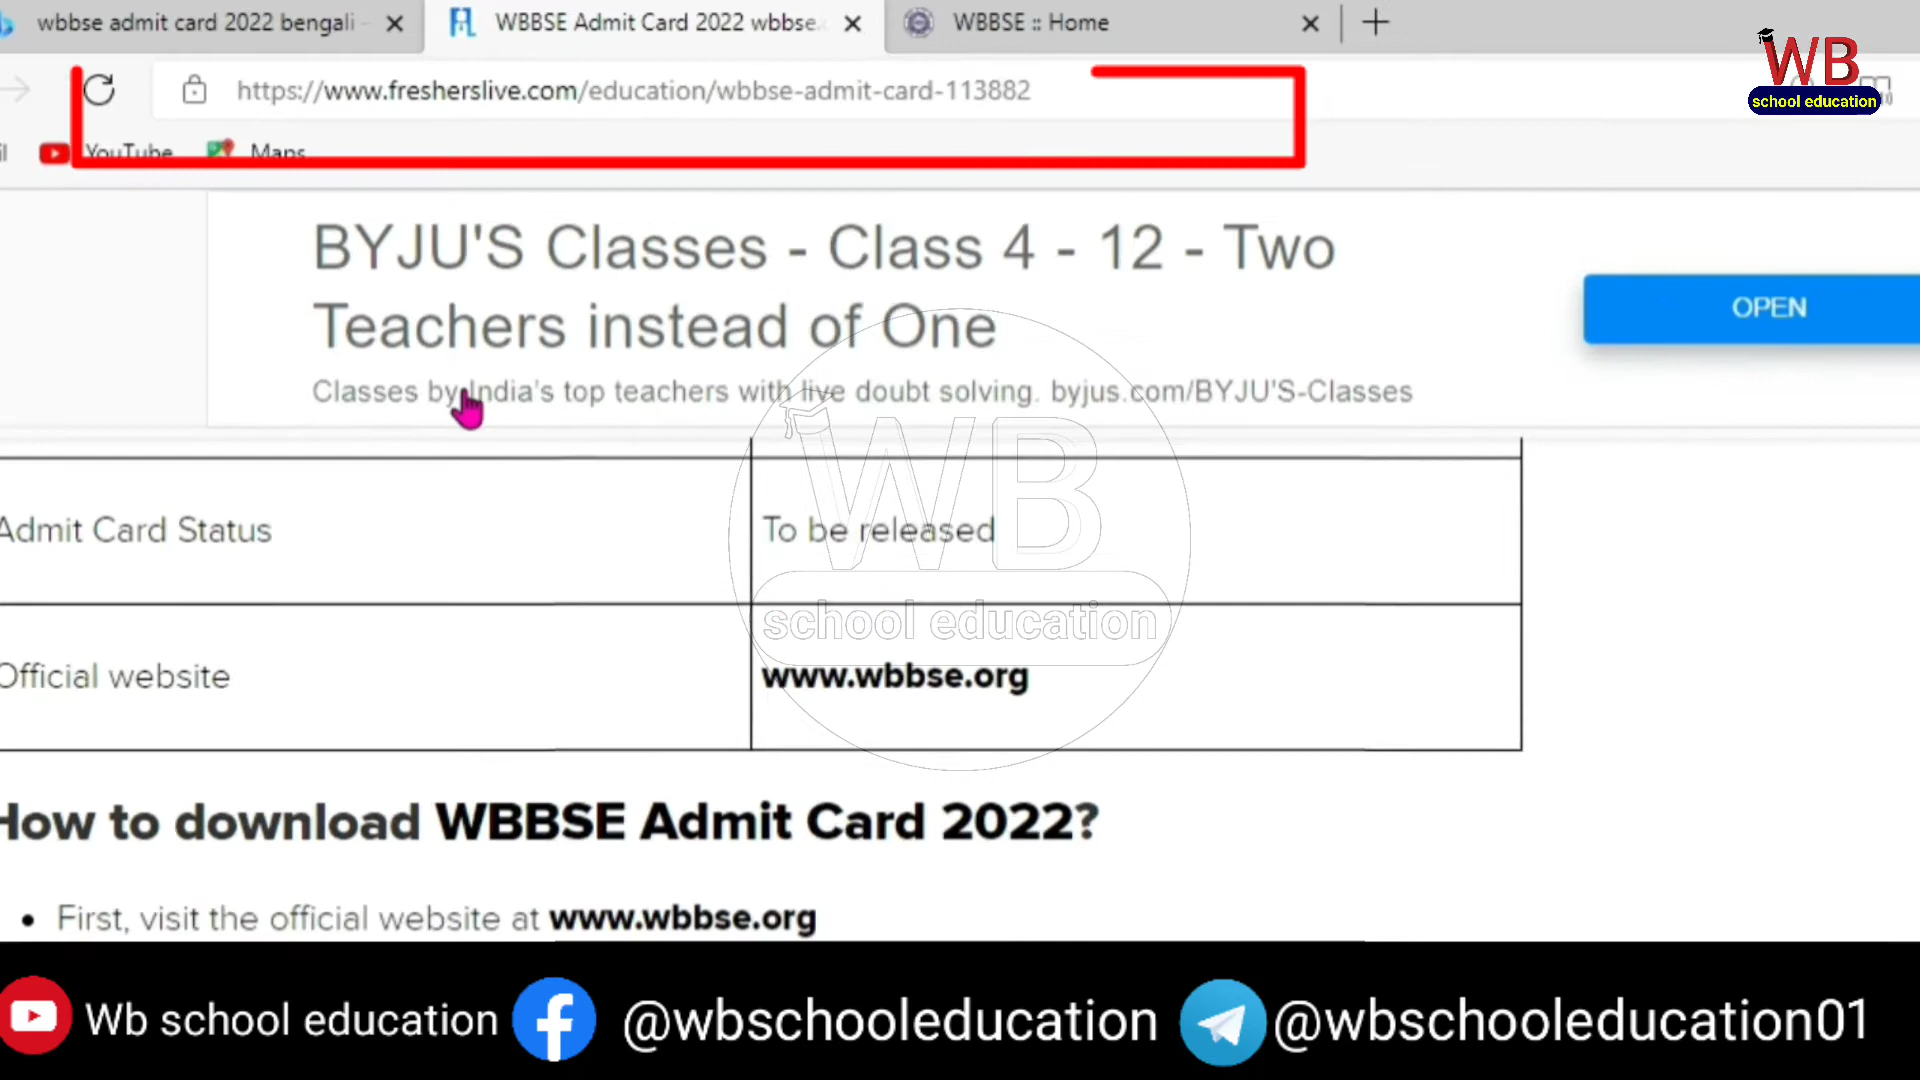 wbbse admit card 2022 bengali -
WBBSE Admit Card 2022 wbbse.
WBBSE :: Home
WB
school education
https://www.fresherslive.com/education/wbbse-admit-card-113882
YouTube
Maps
BYJU'S Classes - Class 4 - 12 - Two
Teachers instead of One
OPEN
Classes by India's top teachers with live doubt solving. byjus.com/BYJU'S-Classes
WB
Admit Card Status
To be released
school education
Official website
www.wbbse.org
How to download WBBSE Admit Card 2022?
• First, visit the official website at www.wbbse.org
Wb school education
@wbschooleducation
@wbschooleducation01